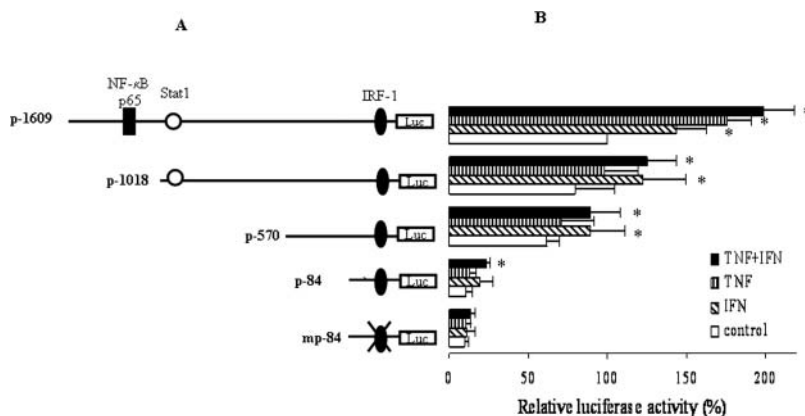 A
B
NF-κB
p65
Stat1
IRF-1
p-1609
Luc
*
*
*
p-1018
Luc
*
*
p-570
Luc
*
*
p-84
Luc
*
mp-84
Luc
TNF+IFN
TNF
IFN
control
0 50 100 150 200
Relative luciferase activity (%)